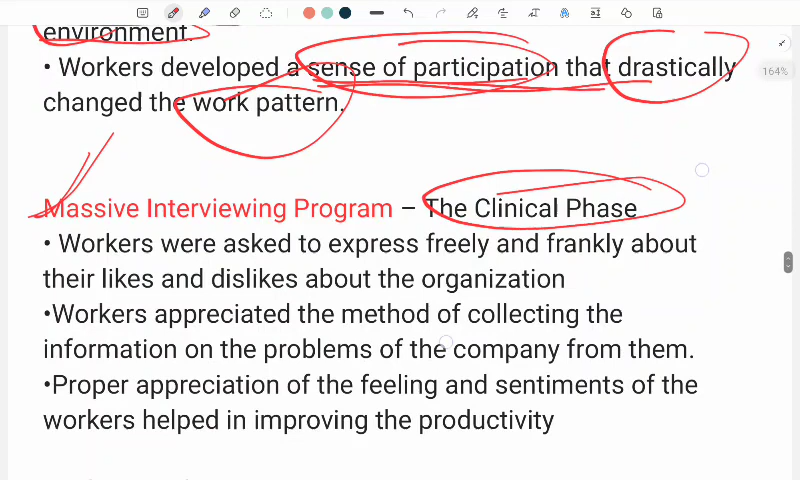 164%
environment.
• Workers developed a sense of participation that drastically
changed the work pattern.
Massive Interviewing Program – The Clinical Phase
• Workers were asked to express freely and frankly about
their likes and dislikes about the organization
•Workers appreciated the method of collecting the
information on the problems of the company from them.
•Proper appreciation of the feeling and sentiments of the
workers helped in improving the productivity